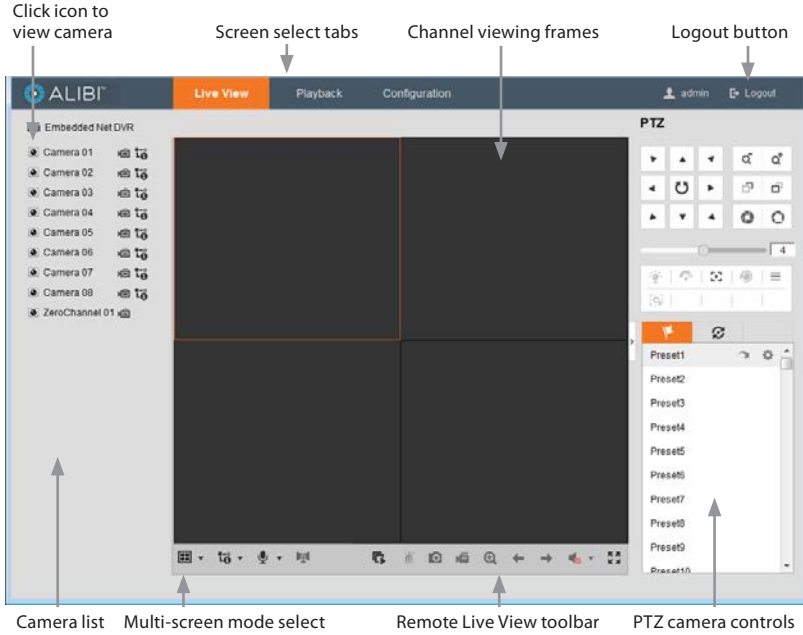 Click icon to
view camera
Screen select tabs
Channel viewing frames
Logout button
ALIBI™
Live View
Playback
Configuration
admin
Logout
Embedded Net DVR
PTZ
Camera 01
Camera 02
Camera 03
Camera 04
Camera 05
Camera 06
Camera 07
Camera 08
ZeroChannel 01
4
Preset1
Preset2
Preset3
Preset4
Preset5
Preset6
Preset7
Preset8
Preset9
Preset10
Camera list
Multi-screen mode select
Remote Live View toolbar
PTZ camera controls